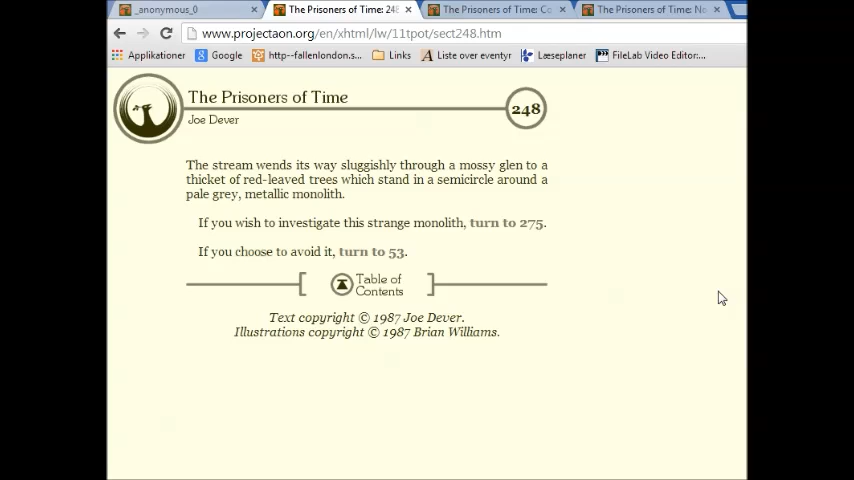 _anonymous_0
The Prisoners of Time: 248
The Prisoners of Time: Co
The Prisoners of Time: No
www.projectaon.org/en/xhtml/lw/11tpot/sect248.htm
Applikationer
Google
http--fallenlondon.s...
Links
Liste over eventyr
Læseplaner
FileLab Video Editor:...
The Prisoners of Time
248
Joe Dever
The stream wends its way sluggishly through a mossy glen to a
thicket of red-leaved trees which stand in a semicircle around a
pale grey, metallic monolith.
If you wish to investigate this strange monolith, turn to 275.
If you choose to avoid it, turn to 53.
Table of
Contents
Text copyright © 1987 Joe Dever.
Illustrations copyright © 1987 Brian Williams.